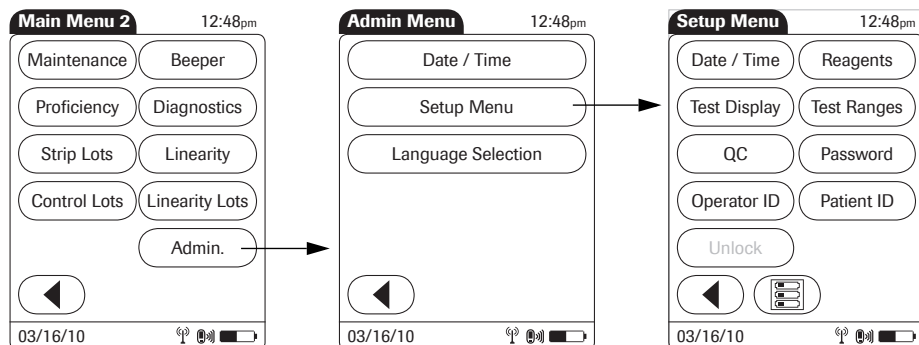 Main Menu 2 12:48pm
Maintenance Beeper
Proficiency Diagnostics
Strip Lots Linearity
Control Lots Linearity Lots
Admin.
03/16/10
Admin Menu 12:48pm
Date / Time
Setup Menu
Language Selection
03/16/10
Setup Menu 12:48pm
Date / Time Reagents
Test Display Test Ranges
QC Password
Operator ID Patient ID
Unlock
03/16/10